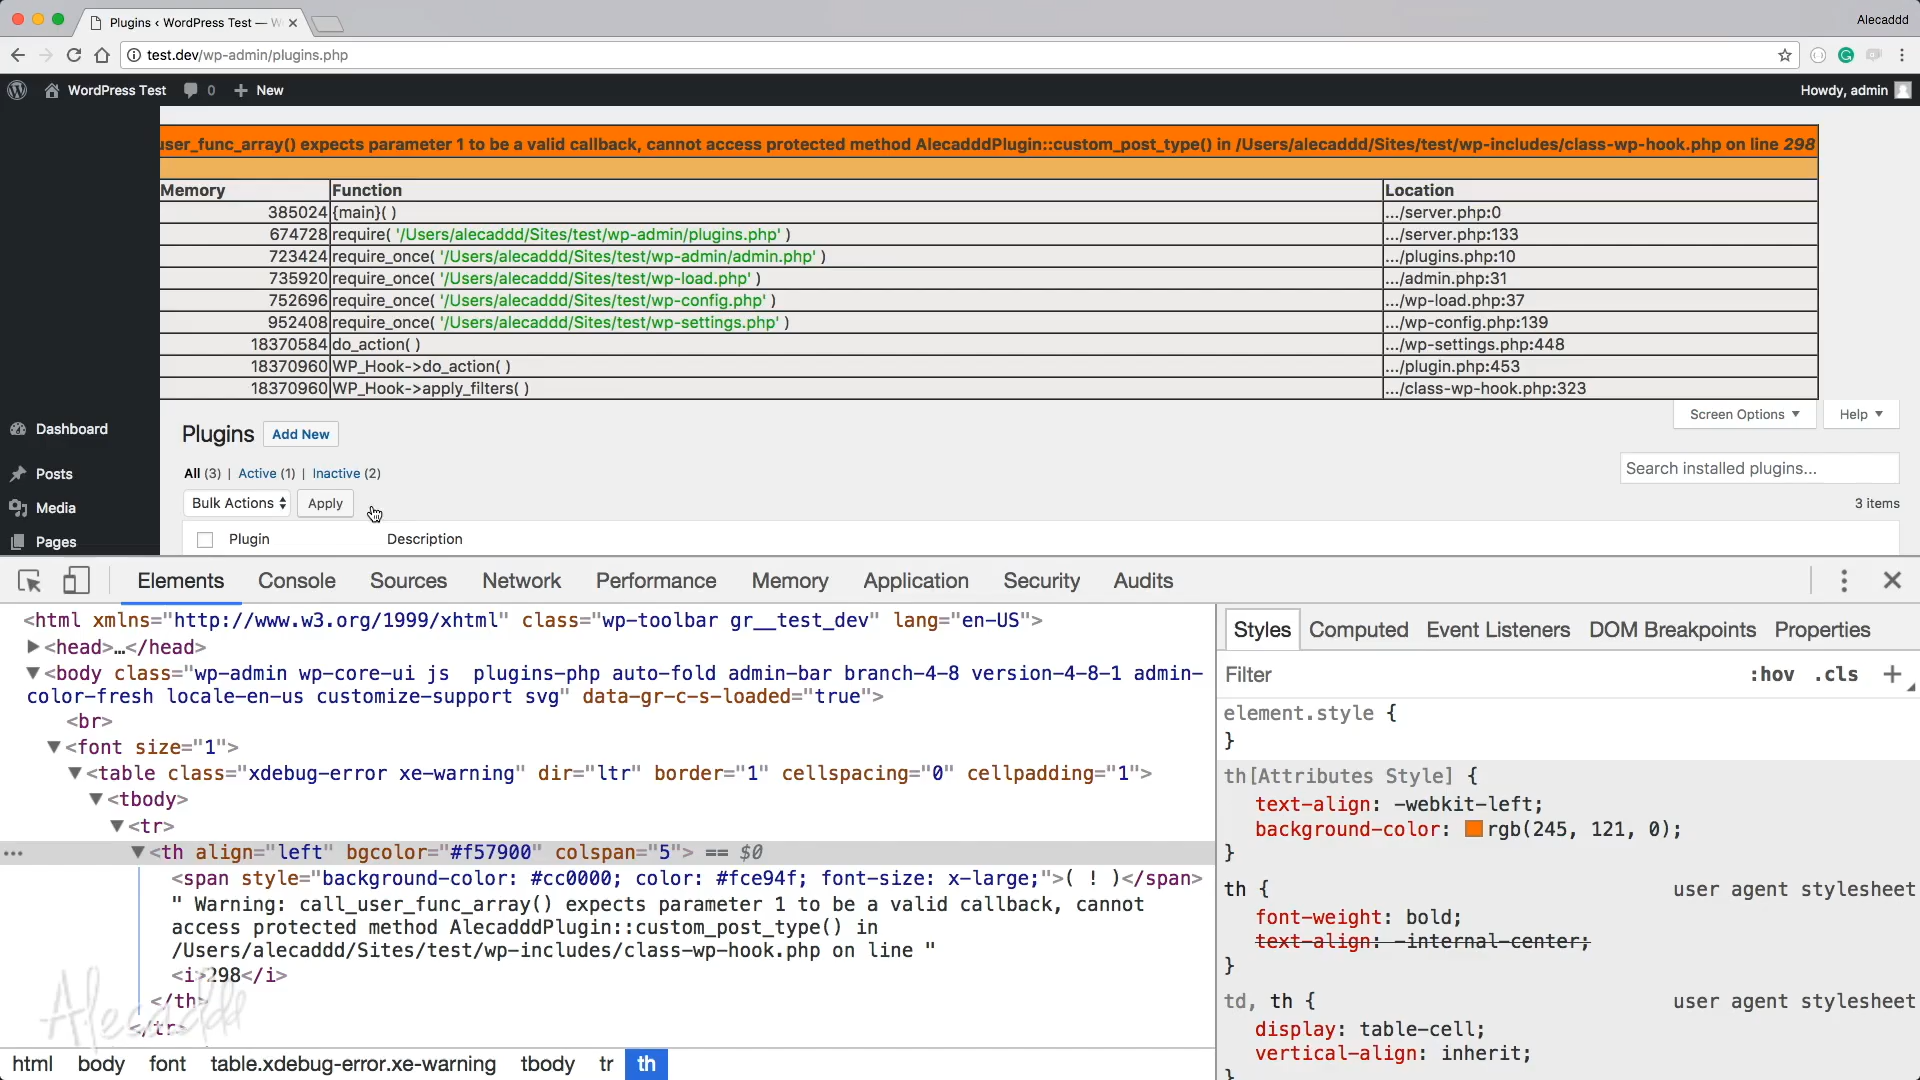 Plugins ‹ WordPress Test — W
Alecaddd
test.dev/wp-admin/plugins.php
WordPress Test 0 + New
Howdy, admin
user_func_array() expects parameter 1 to be a valid callback, cannot access protected method AlecadddPlugin::custom_post_type() in /Users/alecaddd/Sites/test/wp-includes/class-wp-hook.php on line 298
Memory Function Location
385024 {main}( ) .../server.php:0
674728 require( '/Users/alecaddd/Sites/test/wp-admin/plugins.php' ) .../server.php:133
723424 require_once( '/Users/alecaddd/Sites/test/wp-admin/admin.php' ) .../plugins.php:10
735920 require_once( '/Users/alecaddd/Sites/test/wp-load.php' ) .../admin.php:31
752696 require_once( '/Users/alecaddd/Sites/test/wp-config.php' ) .../wp-load.php:37
952408 require_once( '/Users/alecaddd/Sites/test/wp-settings.php' ) .../wp-config.php:139
18370584 do_action( ) .../wp-settings.php:448
18370960 WP_Hook->do_action( ) .../plugin.php:453
18370960 WP_Hook->apply_filters( ) .../class-wp-hook.php:323
Screen Options ▼ Help ▼
Dashboard
Posts
Media
Pages
Plugins Add New
All (3) | Active (1) | Inactive (2)
Search installed plugins...
Bulk Actions Apply
3 items
Plugin Description
Elements Console Sources Network Performance Memory Application Security Audits
<html xmlns="http://www.w3.org/1999/xhtml" class="wp-toolbar gr__test_dev" lang="en-US">
▶<head>…</head>
▼<body class="wp-admin wp-core-ui js  plugins-php auto-fold admin-bar branch-4-8 version-4-8-1 admin-
color-fresh locale-en-us customize-support svg" data-gr-c-s-loaded="true">
<br>
▼<font size="1">
▼<table class="xdebug-error xe-warning" dir="ltr" border="1" cellspacing="0" cellpadding="1">
▼<tbody>
▼<tr>
… ▼<th align="left" bgcolor="#f57900" colspan="5"> == $0
<span style="background-color: #cc0000; color: #fce94f; font-size: x-large;">( ! )</span>
" Warning: call_user_func_array() expects parameter 1 to be a valid callback, cannot
access protected method AlecadddPlugin::custom_post_type() in
/Users/alecaddd/Sites/test/wp-includes/class-wp-hook.php on line "
<i>298</i>
</th>
</tr>
Alecaddd
html body font table.xdebug-error.xe-warning tbody tr th
Styles Computed Event Listeners DOM Breakpoints Properties
Filter :hov .cls +
element.style {
}
th[Attributes Style] {
text-align: -webkit-left;
background-color: rgb(245, 121, 0);
}
th { user agent stylesheet
font-weight: bold;
text-align: -internal-center;
}
td, th { user agent stylesheet
display: table-cell;
vertical-align: inherit;
}